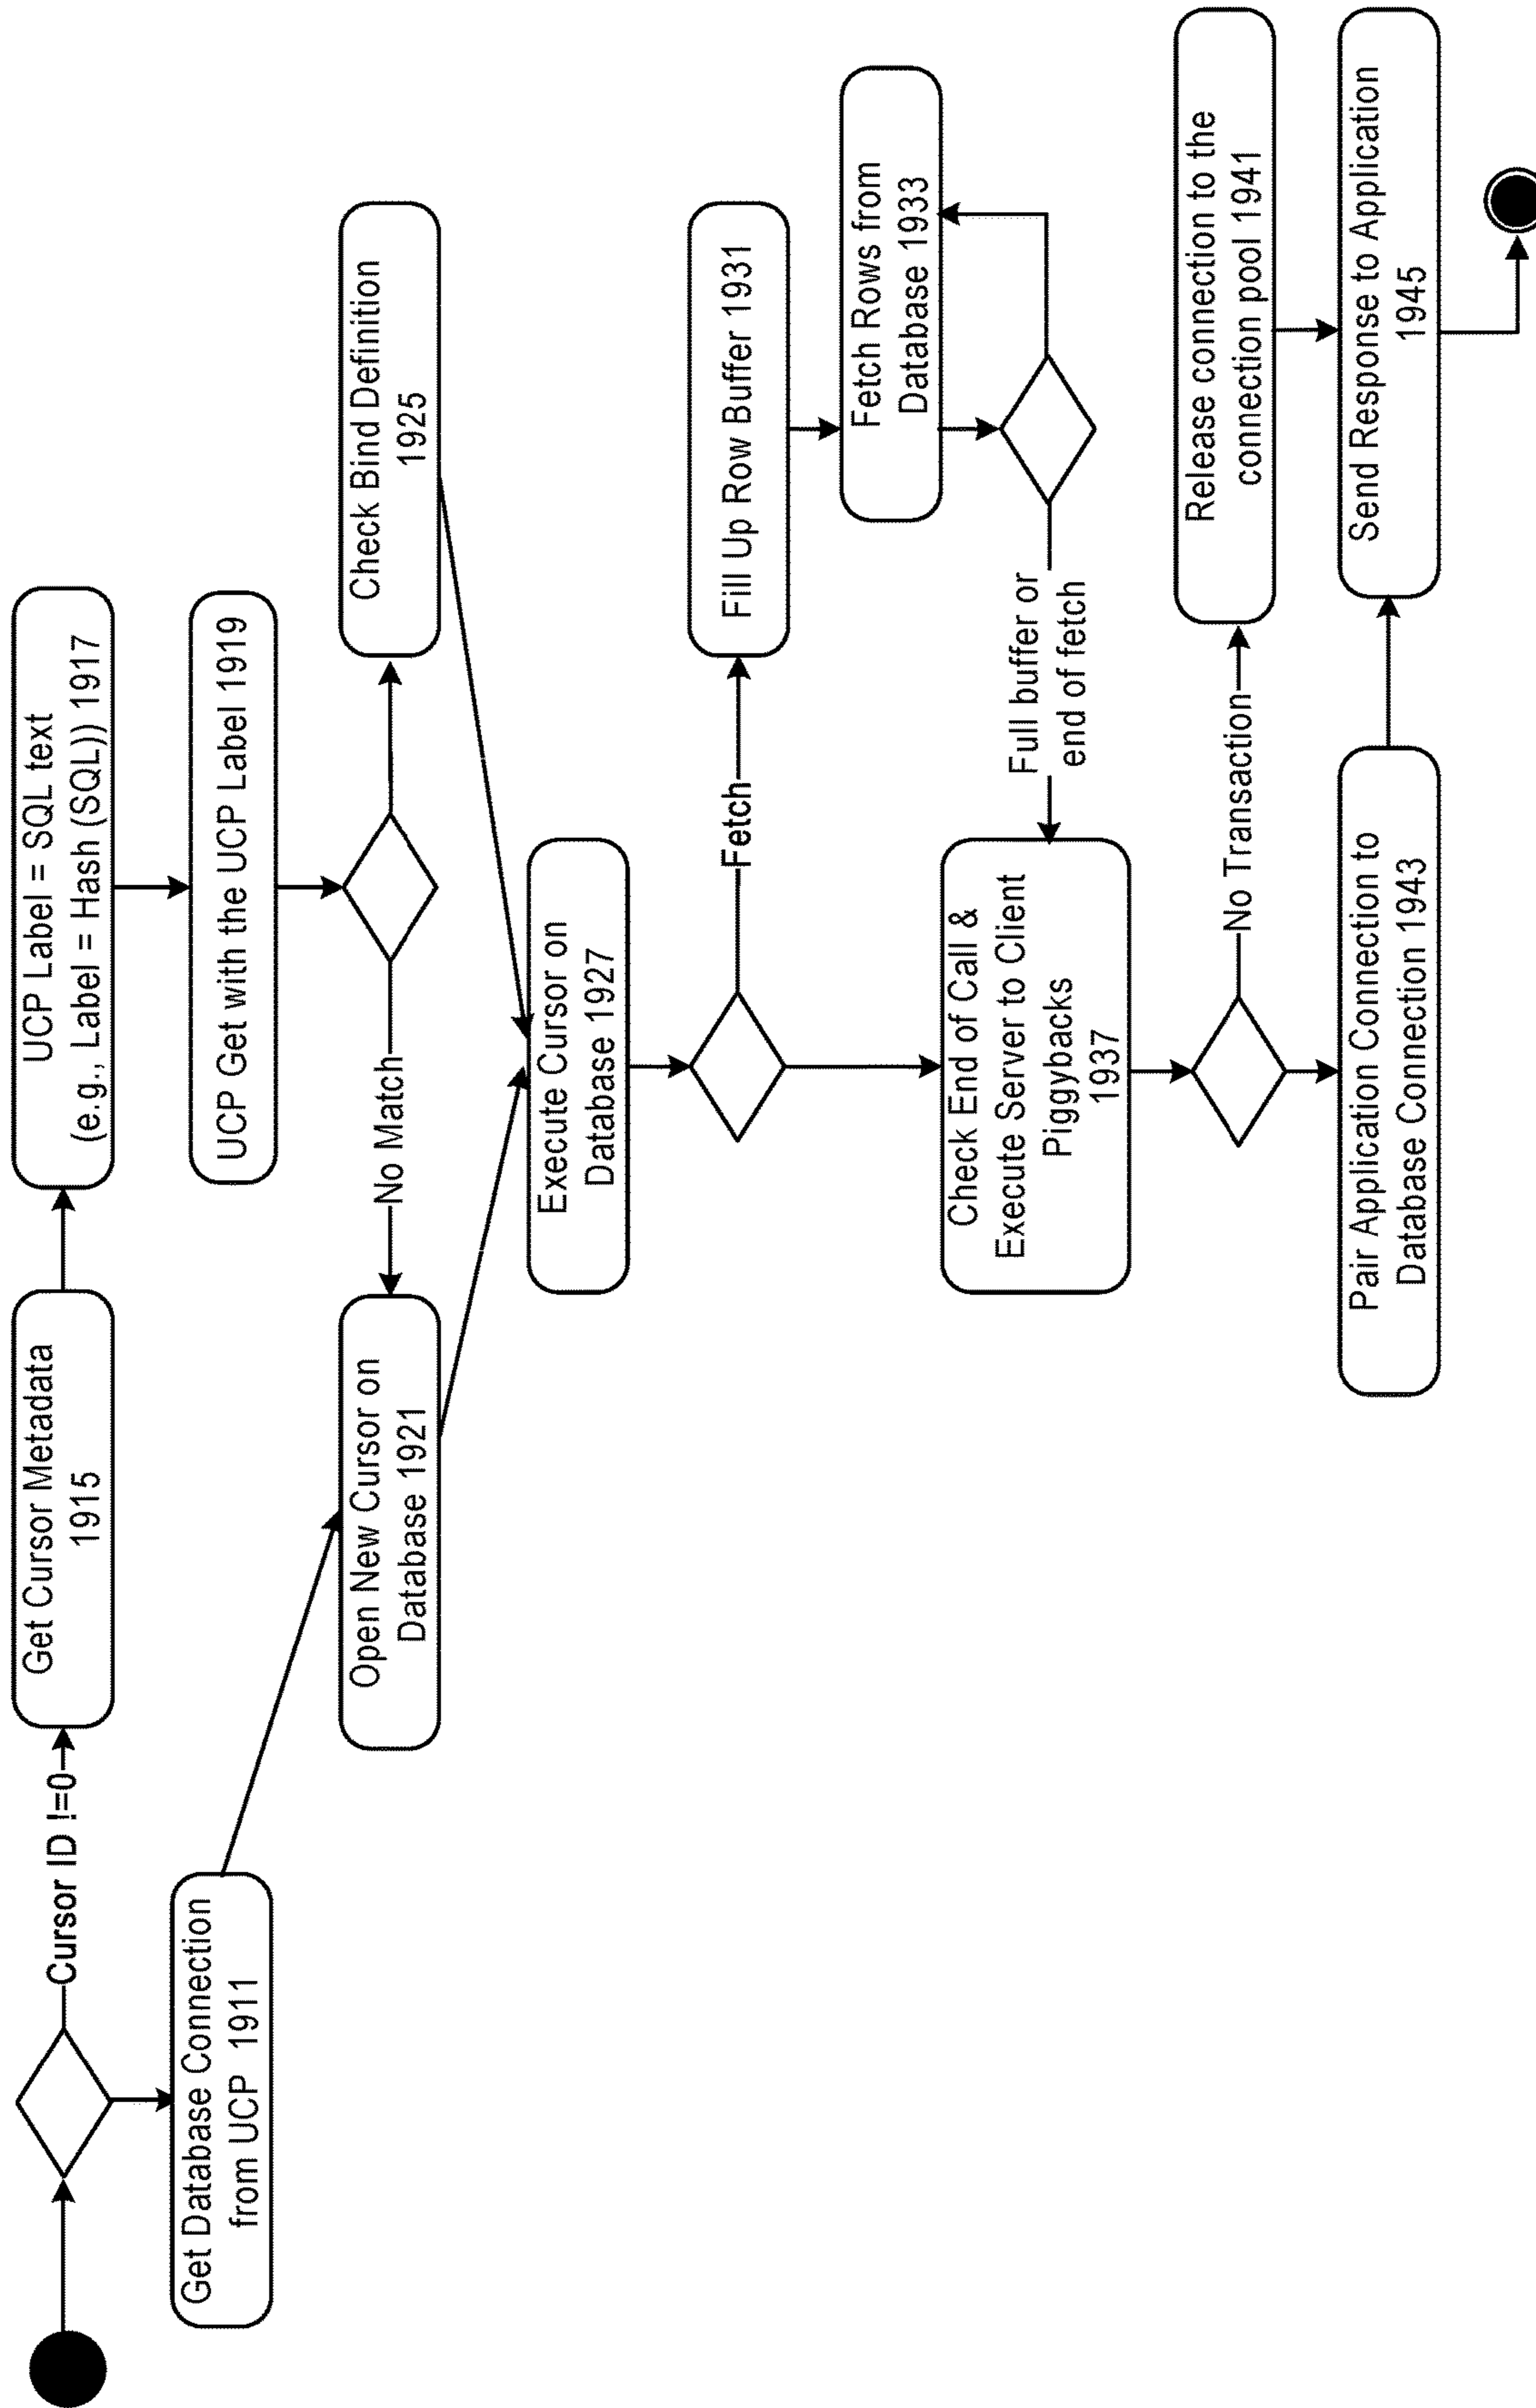 Cursor ID !=0
Get Cursor Metadata
1915
UCP Label = SQL text
(e.g., Label = Hash (SQL)) 1917
Get Database Connection
from UCP 1911
UCP Get with the UCP Label 1919
No Match
Open New Cursor on
Database 1921
Check Bind Definition
1925
Execute Cursor on
Database 1927
Fetch
Fill Up Row Buffer 1931
Fetch Rows from
Database 1933
Full buffer or
end of fetch
Check End of Call &
Execute Server to Client
Piggybacks
1937
No Transaction
Release connection to the
connection pool 1941
Pair Application Connection to
Database Connection 1943
Send Response to Application
1945